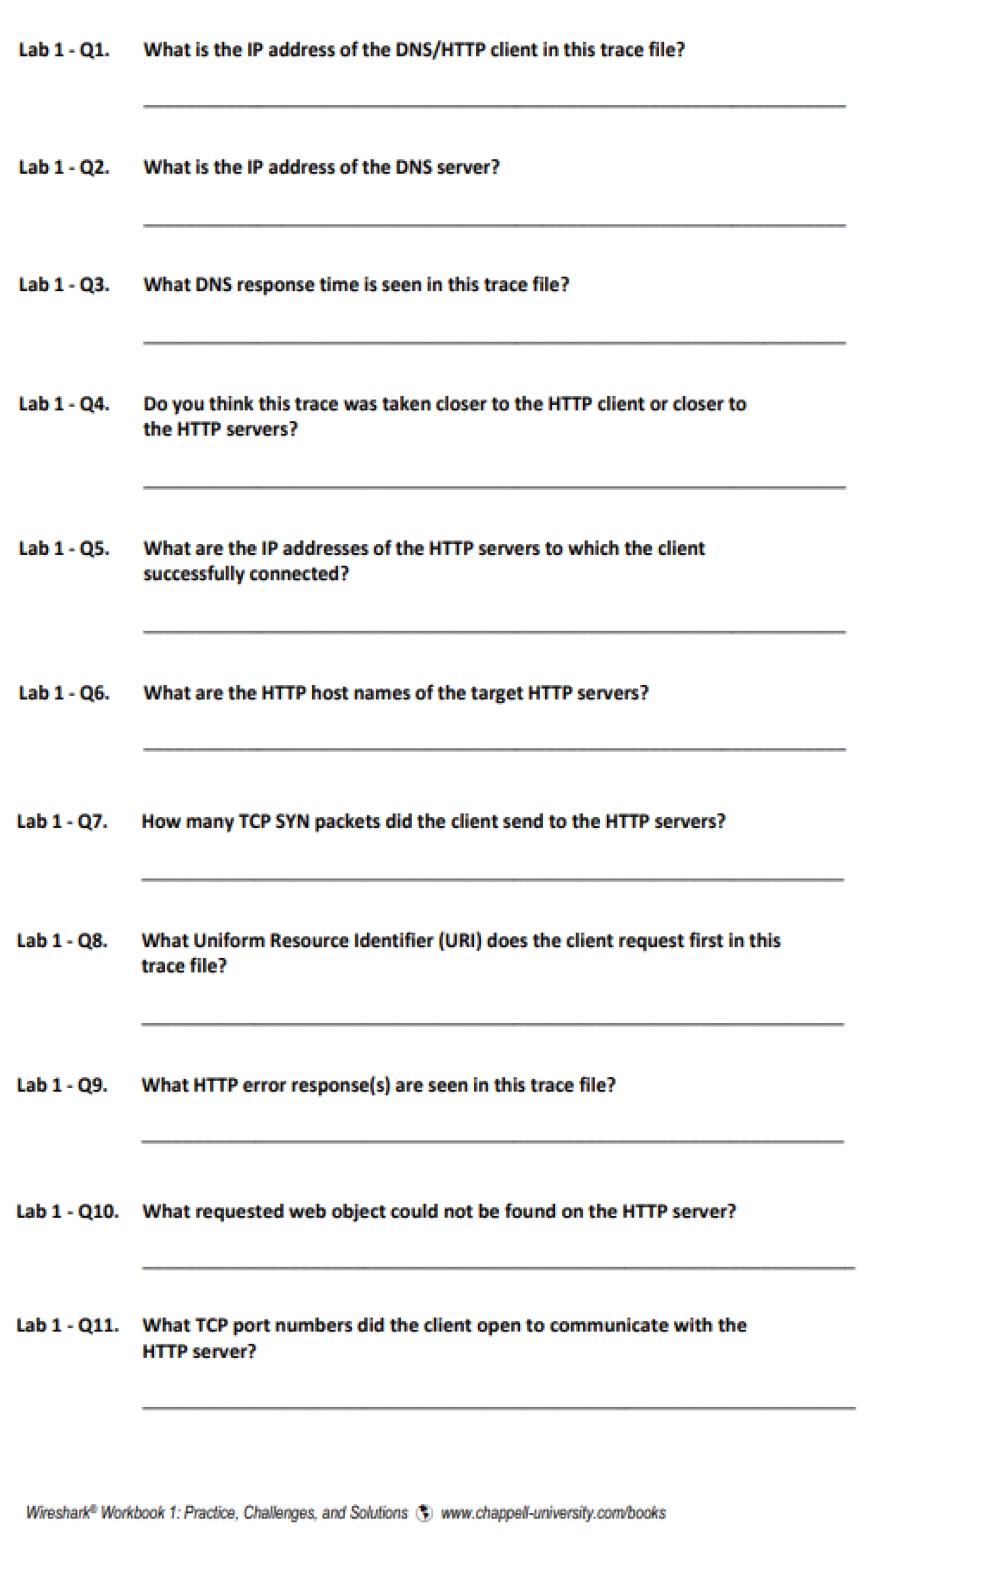 Lab 1 - Q1. What is the IP address of the DNS/HTTP client in this trace file?
Lab 1 - Q2. What is the IP address of the DNS server?
Lab 1 - Q3. What DNS response time is seen in this trace file?
Lab 1 - Q4. Do you think this trace was taken closer to the HTTP client or closer to
the HTTP servers?
Lab 1 - Q5. What are the IP addresses of the HTTP servers to which the client
successfully connected?
Lab 1 - Q6. What are the HTTP host names of the target HTTP servers?
Lab 1 - Q7. How many TCP SYN packets did the client send to the HTTP servers?
Lab 1 - Q8. What Uniform Resource Identifier (URI) does the client request first in this
trace file?
Lab 1 - Q9. What HTTP error response(s) are seen in this trace file?
Lab 1 - Q10. What requested web object could not be found on the HTTP server?
Lab 1 - Q11. What TCP port numbers did the client open to communicate with the
HTTP server?
Wireshark® Workbook 1: Practice, Challenges, and Solutions www.chappell-university.com/books